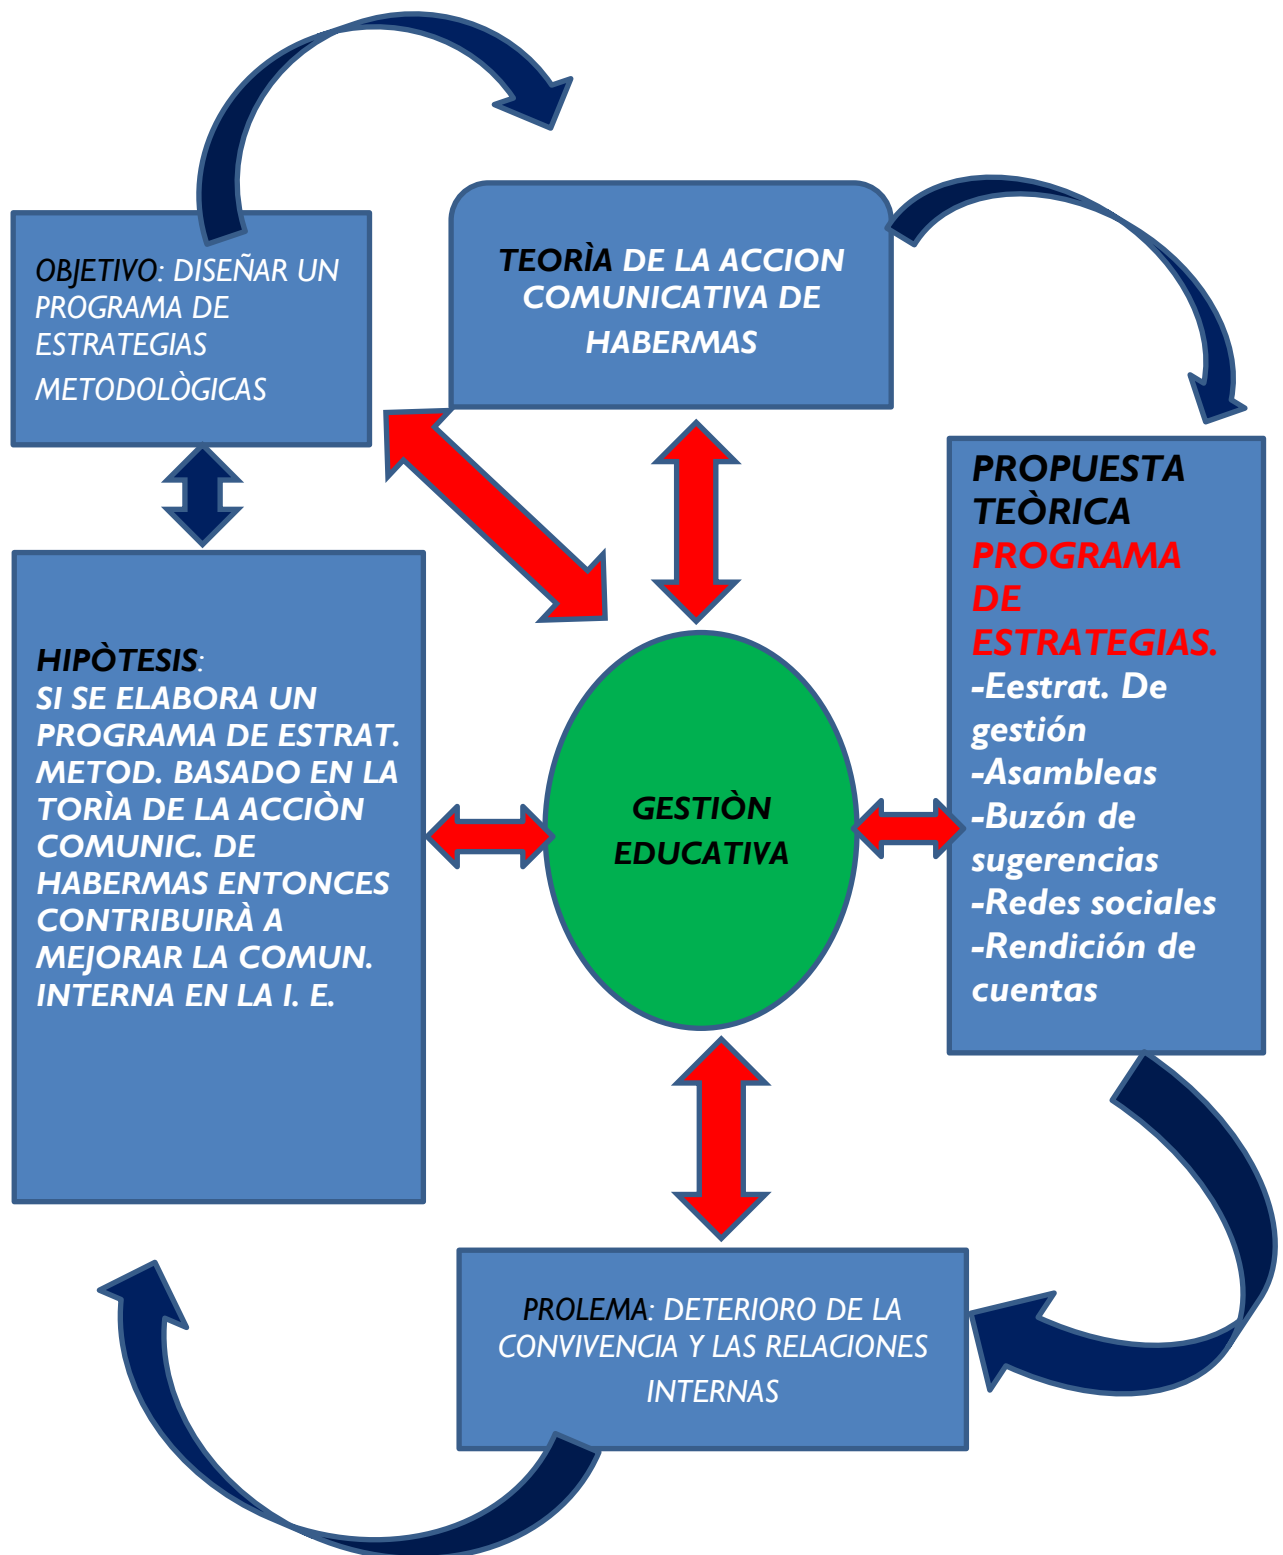 OBJETIVO: DISEÑAR UN
PROGRAMA DE
ESTRATEGIAS
METODOLÒGICAS
TEORÌA DE LA ACCION
COMUNICATIVA DE
HABERMAS
PROPUESTA
TEÒRICA
PROGRAMA
DE
ESTRATEGIAS.
-Eestrat. De
gestión
-Asambleas
-Buzón de
sugerencias
-Redes sociales
-Rendición de
cuentas
HIPÒTESIS:
SI SE ELABORA UN
PROGRAMA DE ESTRAT.
METOD. BASADO EN LA
TORÌA DE LA ACCIÒN
COMUNIC. DE
HABERMAS ENTONCES
CONTRIBUIRÀ A
MEJORAR LA COMUN.
INTERNA EN LA I. E.
GESTIÒN
EDUCATIVA
PROLEMA: DETERIORO DE LA
CONVIVENCIA Y LAS RELACIONES
INTERNAS